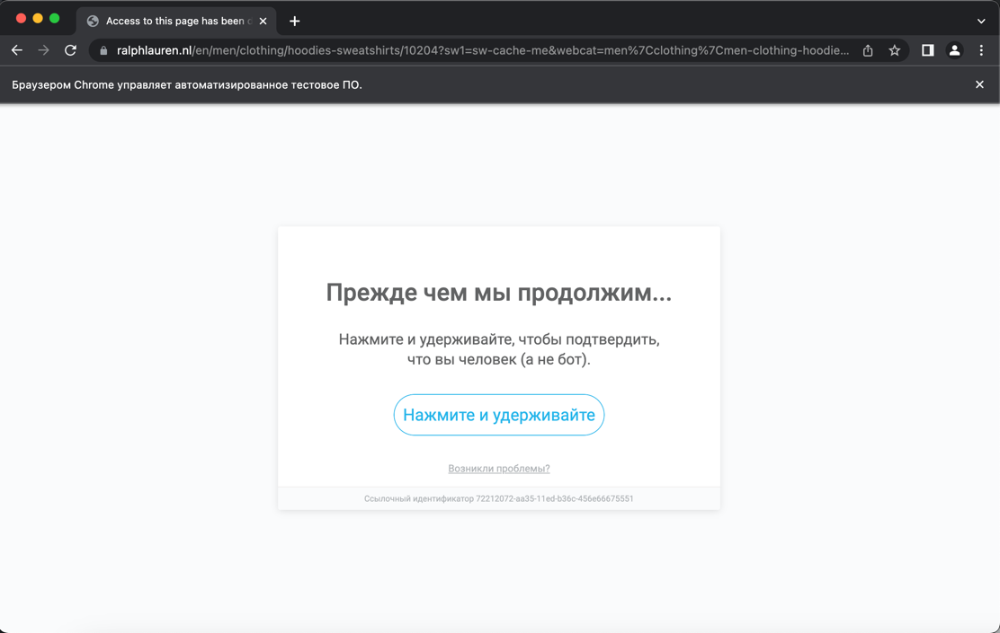 Access to this page has been
ralphlauren.nl/en/men/clothing/hoodies-sweatshirts/10204?sw1=sw-cache-me&webcat=men%7Cclothing%7Cmen-clothing-hoodie...
Браузером Chrome управляет автоматизированное тестовое ПО.
Прежде чем мы продолжим...
Нажмите и удерживайте, чтобы подтвердить,
что вы человек (а не бот).
Нажмите и удерживайте
Возникли проблемы?
Ссылочный идентификатор 72212072-aa35-11ed-b36c-456e66675551